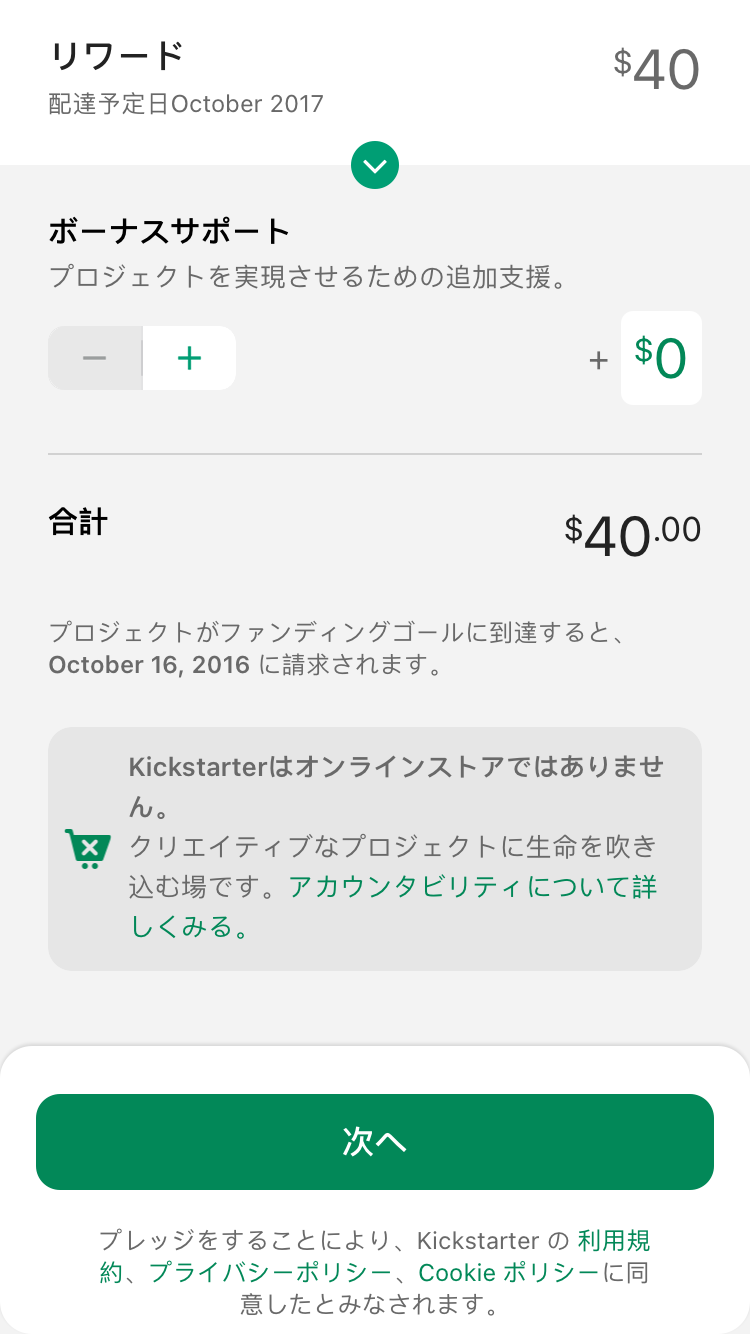 リワード
$40
配達予定日October 2017
ボーナスサポート
プロジェクトを実現させるための追加支援。
− + + $0
合計
$40.00
プロジェクトがファンディングゴールに到達すると、
October 16, 2016 に請求されます。
Kickstarterはオンラインストアではありませ
ん。
クリエイティブなプロジェクトに生命を吹き
込む場です。アカウンタビリティについて詳
しくみる。
次へ
プレッジをすることにより、Kickstarter の 利用規
約、プライバシーポリシー、Cookie ポリシーに同
意したとみなされます。